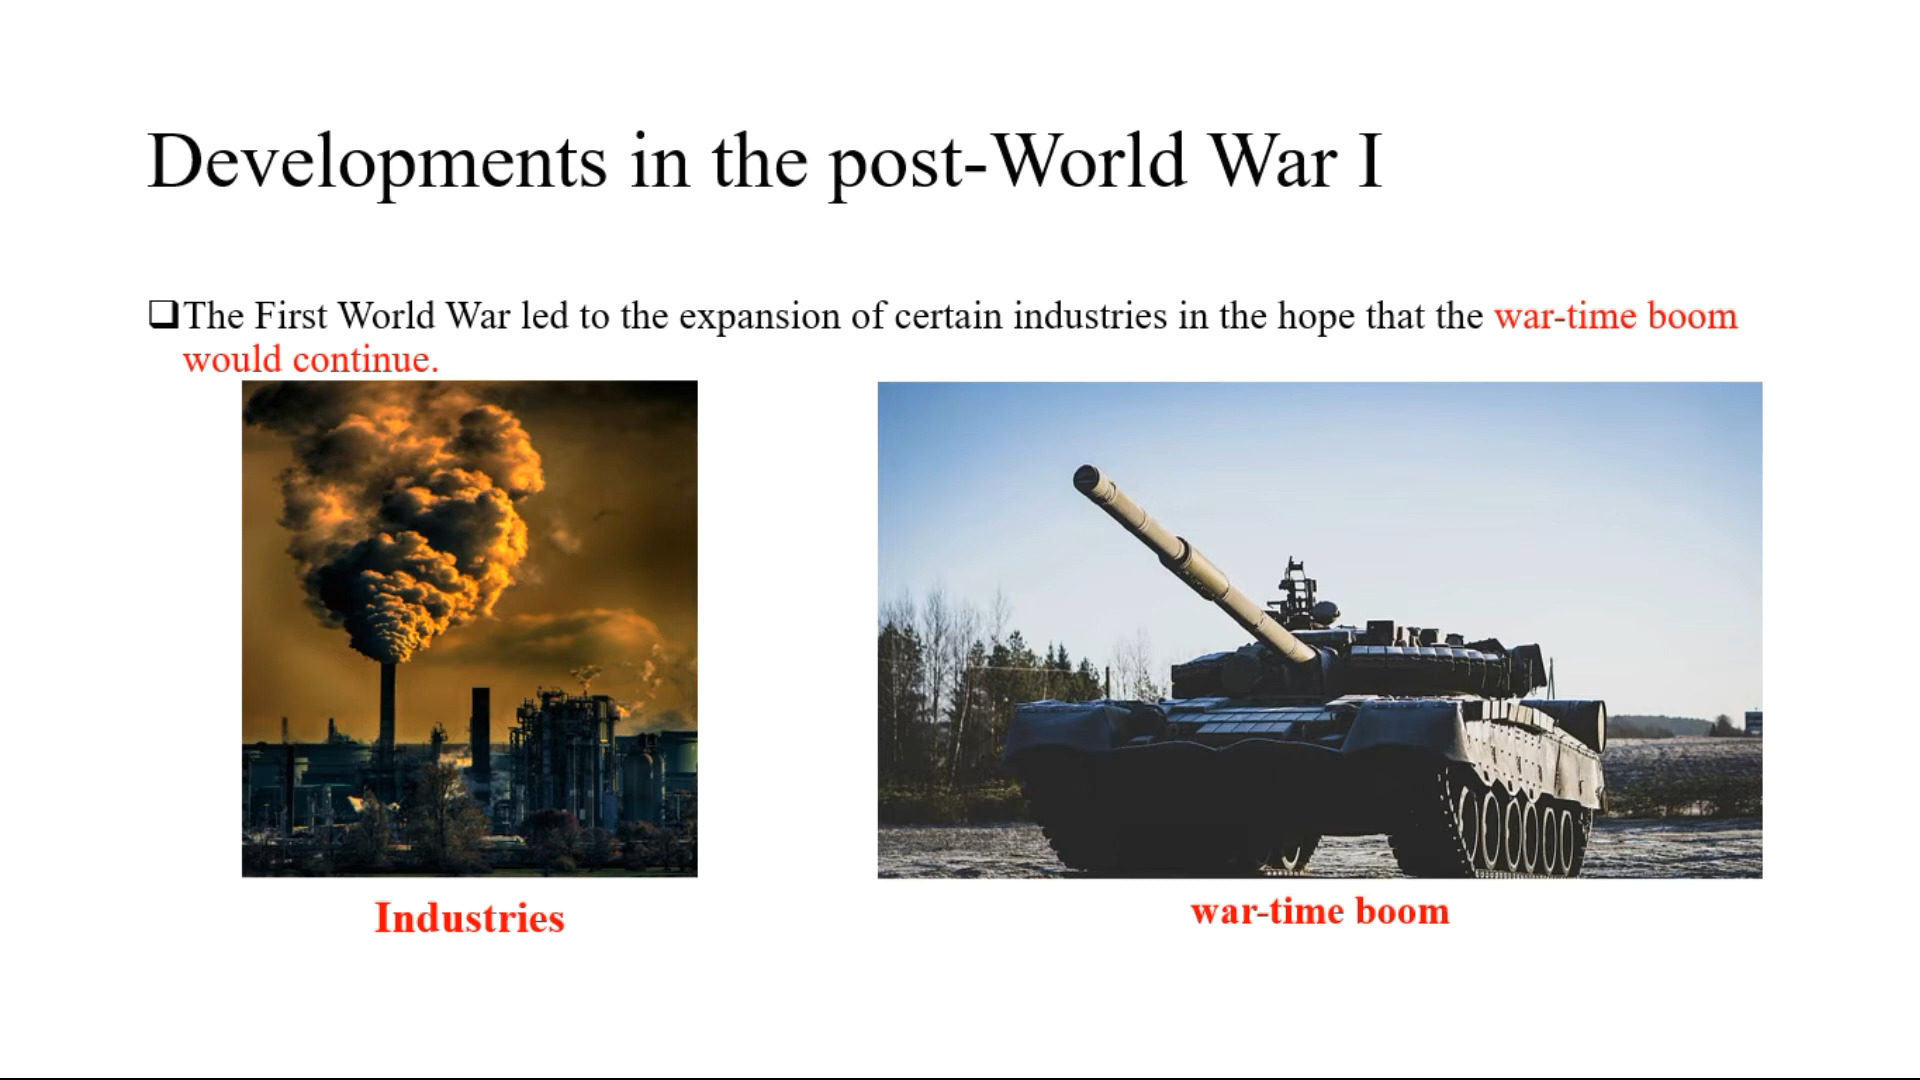 Developments in the post-World War I
❑The First World War led to the expansion of certain industries in the hope that the war-time boom
would continue.
Industries
war-time boom